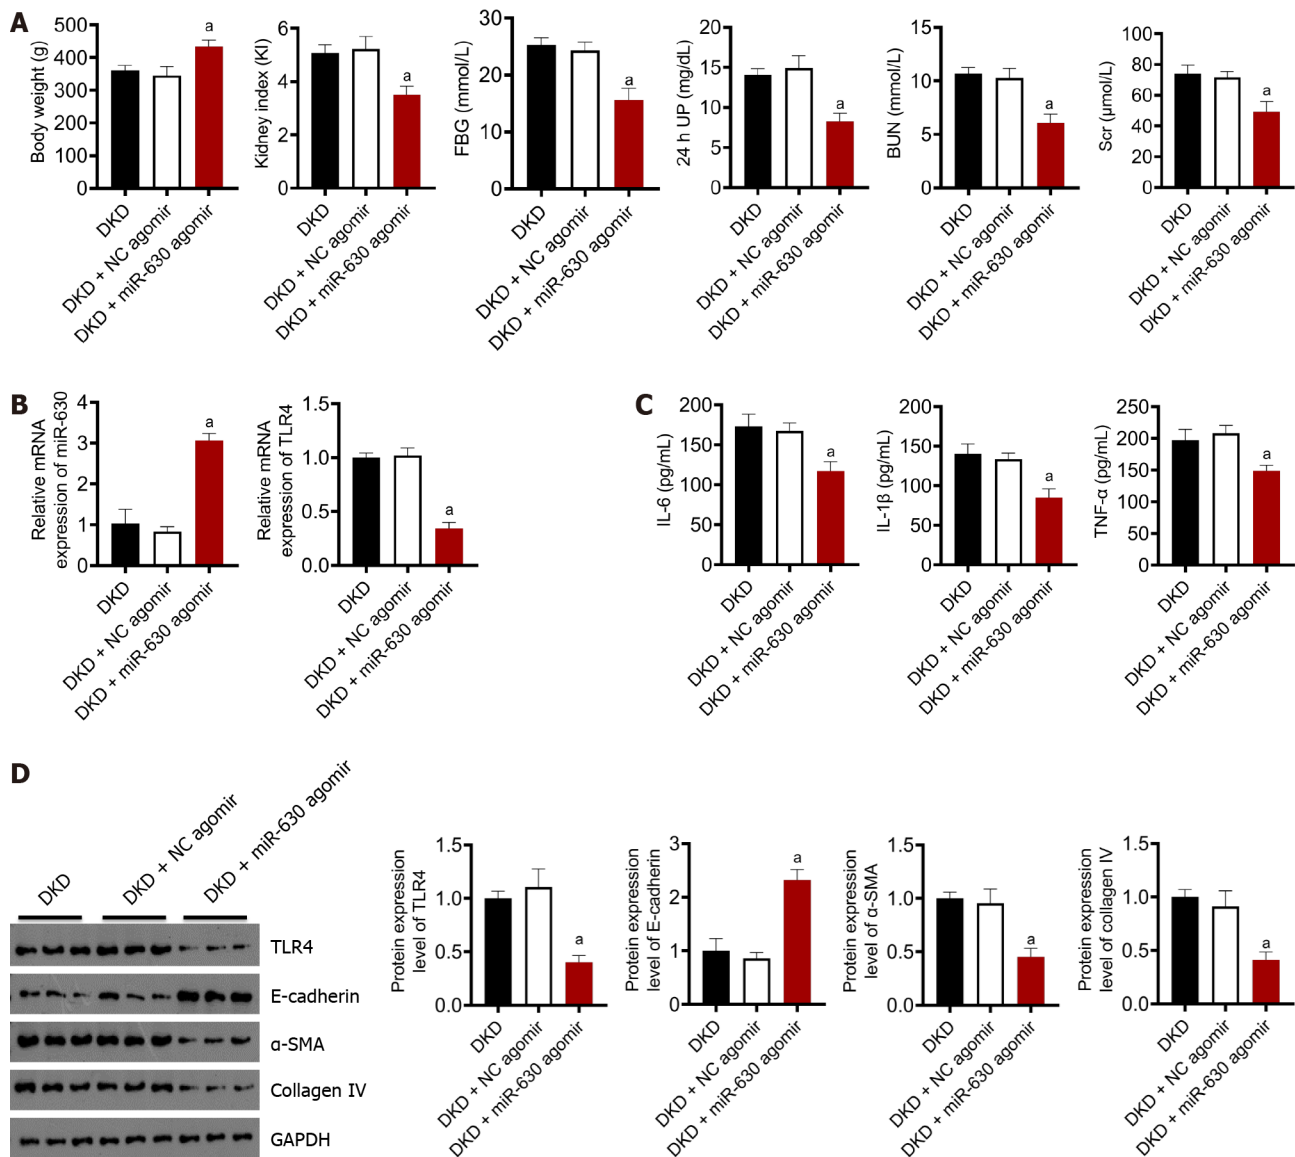 A
Body weight (g)
500
400
300
200
100
0
a
DKD
DKD + NC agomir
DKD + miR-630 agomir
Kidney index (KI)
6
4
2
0
a
DKD
DKD + NC agomir
DKD + miR-630 agomir
FBG (mmol/L)
30
20
10
0
a
DKD
DKD + NC agomir
DKD + miR-630 agomir
24 h UP (mg/dL)
20
15
10
5
0
a
DKD
DKD + NC agomir
DKD + miR-630 agomir
BUN (mmol/L)
15
10
5
0
a
DKD
DKD + NC agomir
DKD + miR-630 agomir
Scr (μmol/L)
100
80
60
40
20
0
a
DKD
DKD + NC agomir
DKD + miR-630 agomir
B
Relative mRNA
expression of miR-630
4
3
2
1
0
a
DKD
DKD + NC agomir
DKD + miR-630 agomir
Relative mRNA
expression of TLR4
1.5
1.0
0.5
0.0
a
DKD
DKD + NC agomir
DKD + miR-630 agomir
C
IL-6 (pg/mL)
200
150
100
50
0
a
DKD
DKD + NC agomir
DKD + miR-630 agomir
IL-1β (pg/mL)
200
150
100
50
0
a
DKD
DKD + NC agomir
DKD + miR-630 agomir
TNF-α (pg/mL)
250
200
150
100
50
0
a
DKD
DKD + NC agomir
DKD + miR-630 agomir
D
DKD
DKD + NC agomir
DKD + miR-630 agomir
TLR4
E-cadherin
α-SMA
Collagen IV
GAPDH
Protein expression
level of TLR4
1.5
1.0
0.5
0.0
a
DKD
DKD + NC agomir
DKD + miR-630 agomir
Protein expression
level of E-cadherin
3
2
1
0
a
DKD
DKD + NC agomir
DKD + miR-630 agomir
Protein expression
level of α-SMA
1.5
1.0
0.5
0.0
a
DKD
DKD + NC agomir
DKD + miR-630 agomir
Protein expression
level of collagen IV
1.5
1.0
0.5
0.0
a
DKD
DKD + NC agomir
DKD + miR-630 agomir